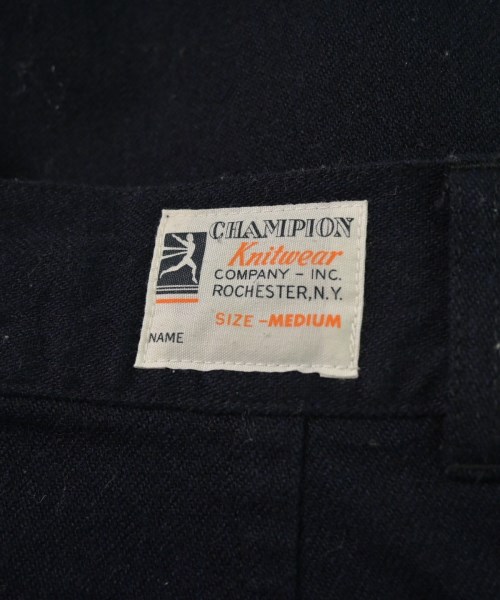 CHAMPION
Knitwear
COMPANY - INC.
ROCHESTER, N.Y.
SIZE - MEDIUM
NAME